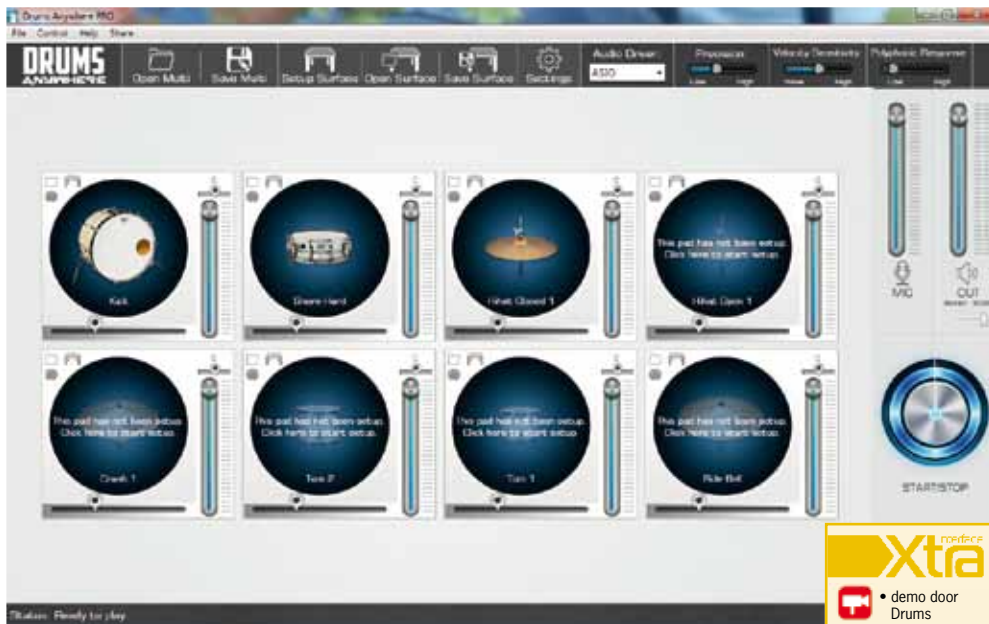 Drums Anywhere PRO
File Control Help Share
DRUMS
ANYWHERE
Open Multi
Save Multi
Setup Surface
Open Surface
Save Surface
Settings
Audio Driver:
ASIO
Precision
Low High
Velocity Sensitivity
High
Polyphonic Response
Low High
Kick
Snare Hard
Hihat Closed 1
This pad has not been setup.
Click here to start setup.
Hihat Open 1
MIC
OUT
This pad has not been setup.
Click here to start setup.
Crash 1
This pad has not been setup.
Click here to start setup.
Tom 2
This pad has not been setup.
Click here to start setup.
Tom 1
This pad has not been setup.
Click here to start setup.
Ride Bell
START/STOP
Status: Ready to play
interface
Xtra
• demo door
Drums